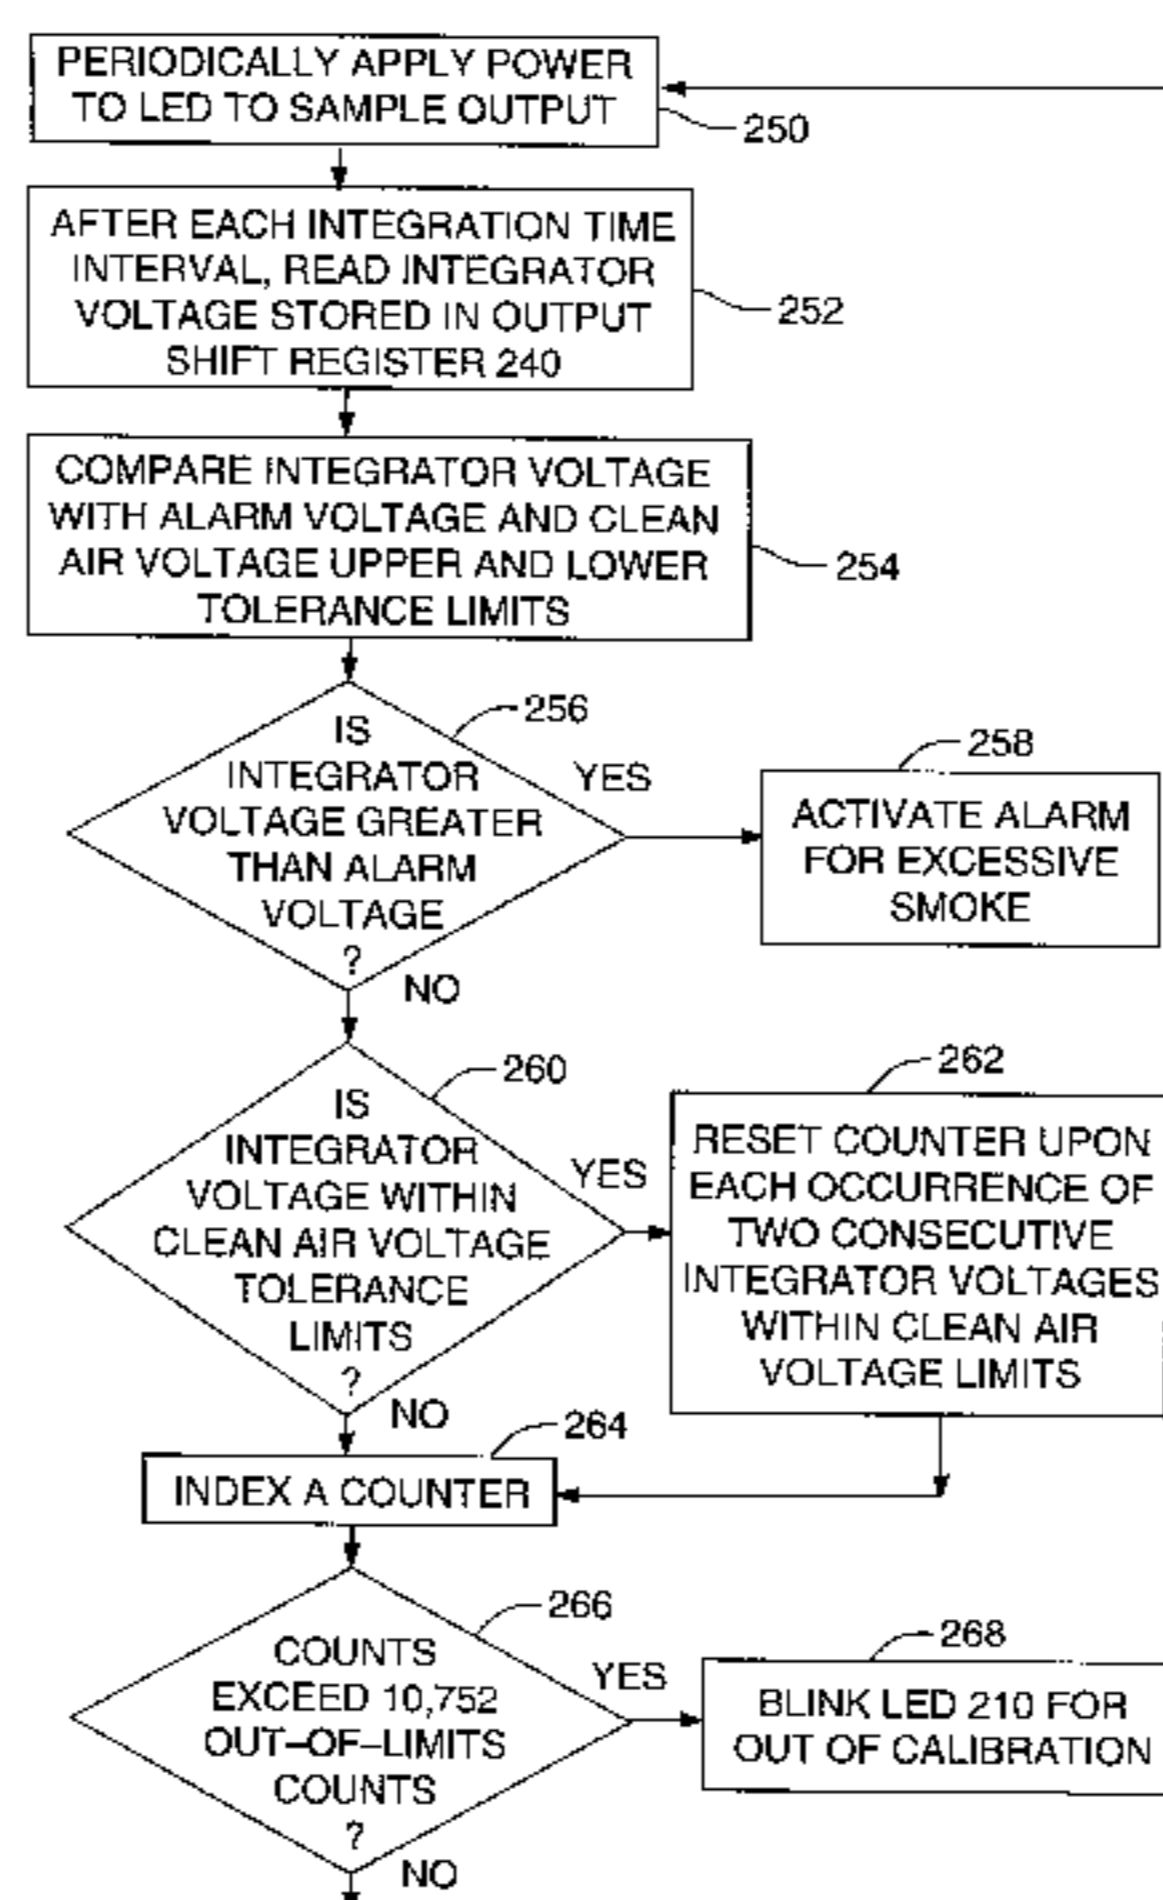 PERIODICALLY APPLY POWER
TO LED TO SAMPLE OUTPUT
250
AFTER EACH INTEGRATION TIME
INTERVAL, READ INTEGRATOR
VOLTAGE STORED IN OUTPUT
SHIFT REGISTER 240
252
COMPARE INTEGRATOR VOLTAGE
WITH ALARM VOLTAGE AND CLEAN
AIR VOLTAGE UPPER AND LOWER
TOLERANCE LIMITS
254
IS
INTEGRATOR
VOLTAGE GREATER
THAN ALARM
VOLTAGE
?
256
YES
NO
258
ACTIVATE ALARM
FOR EXCESSIVE
SMOKE
IS
INTEGRATOR
VOLTAGE WITHIN
CLEAN AIR VOLTAGE
TOLERANCE
LIMITS
?
260
YES
NO
262
RESET COUNTER UPON
EACH OCCURRENCE OF
TWO CONSECUTIVE
INTEGRATOR VOLTAGES
WITHIN CLEAN AIR
VOLTAGE LIMITS
264
INDEX A COUNTER
COUNTS
EXCEED 10,752
OUT-OF-LIMITS
COUNTS
?
266
YES
NO
268
BLINK LED 210 FOR
OUT OF CALIBRATION